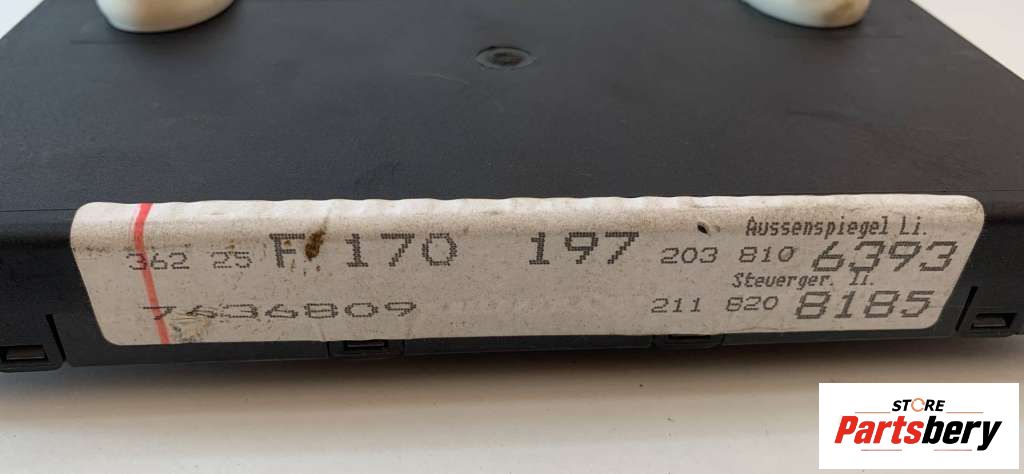 Aussenspiegel Li.
362 25 F 170 197 203 810 6393
Steuerger. li.
7636809 211 820 8185
STORE
Partsbery